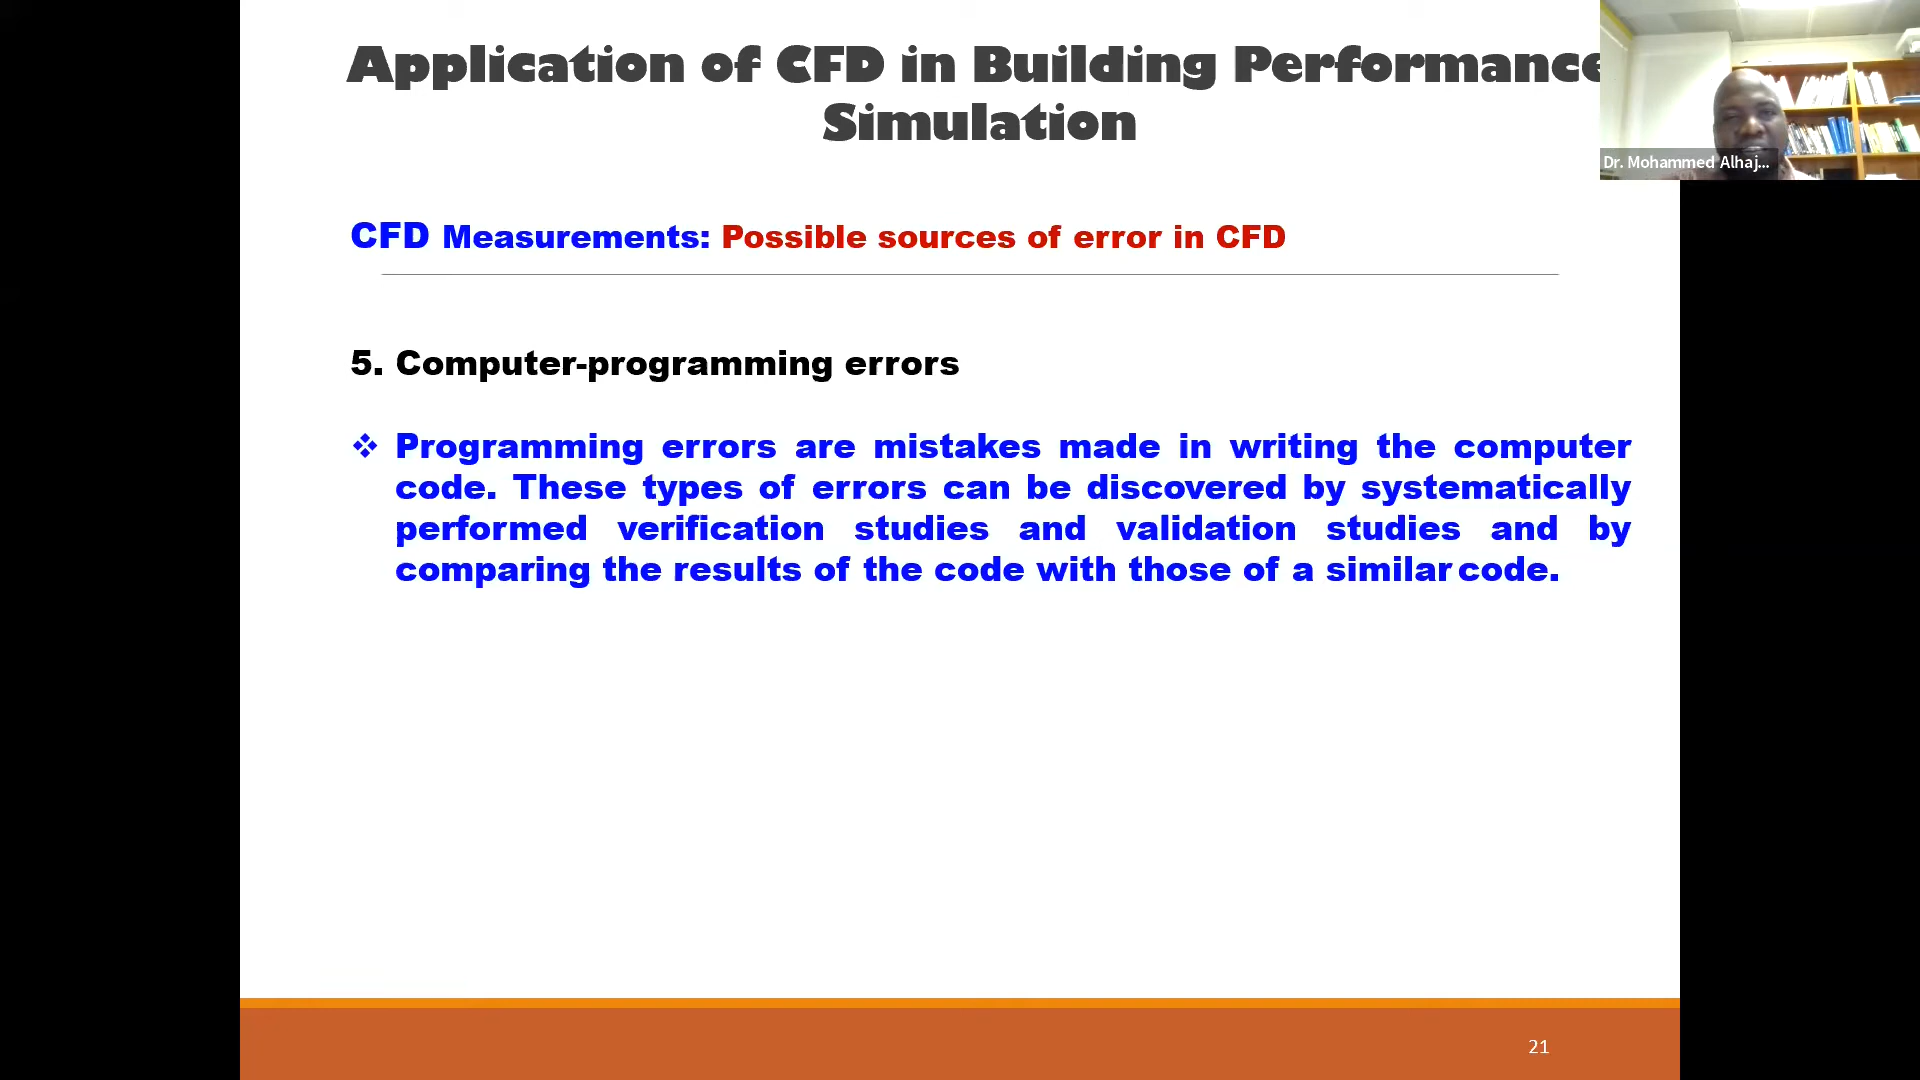 Application of CFD in Building Performance
Simulation
Dr. Mohammed Alhaj...
CFD Measurements: Possible sources of error in CFD
5. Computer-programming errors
❖ Programming errors are mistakes made in writing the computer
code. These types of errors can be discovered by systematically
performed verification studies and validation studies and by
comparing the results of the code with those of a similar code.
21